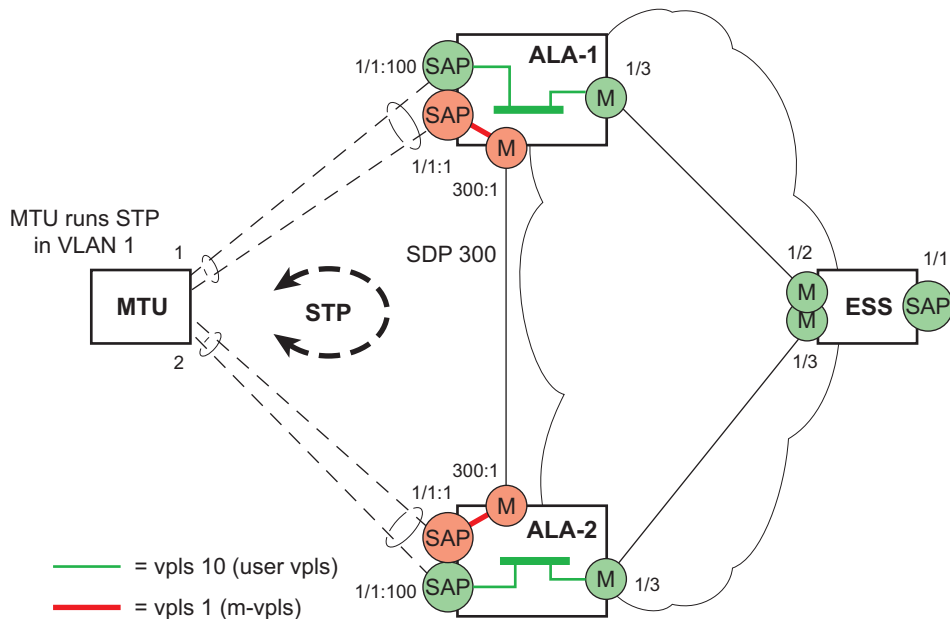 ALA-1
1/1:100
SAP
1/3
M
SAP
M
1/1:1
300:1
MTU runs STP
in VLAN 1
1
SDP 300
1/2
1/1
MTU
STP
M
M
ESS
SAP
2
1/3
300:1
1/1:1
M
ALA-2
SAP
SAP
M
1/1:100
1/3
= vpls 10 (user vpls)
= vpls 1 (m-vpls)